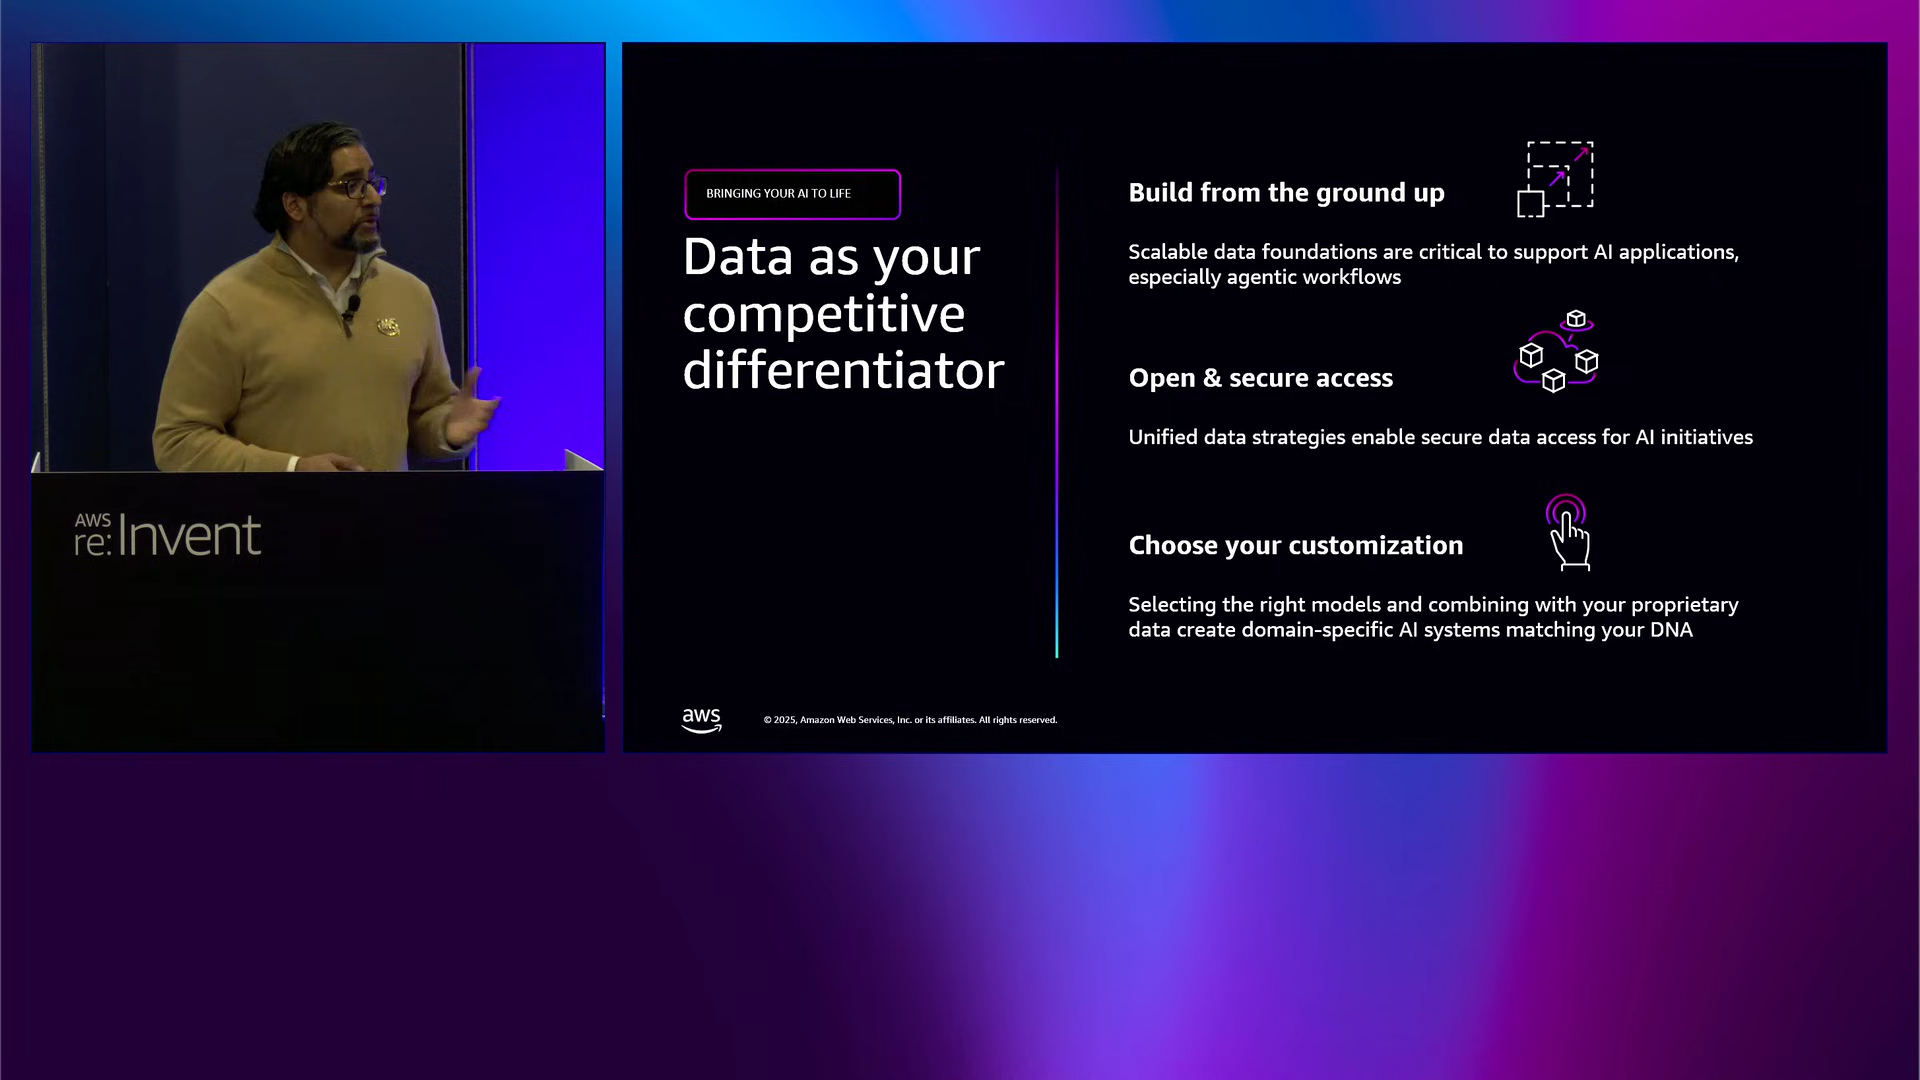 AWS
re:Invent
BRINGING YOUR AI TO LIFE
Data as your
competitive
differentiator
Build from the ground up
Scalable data foundations are critical to support AI applications,
especially agentic workflows
Open & secure access
Unified data strategies enable secure data access for AI initiatives
Choose your customization
Selecting the right models and combining with your proprietary
data create domain-specific AI systems matching your DNA
aws
© 2025, Amazon Web Services, Inc. or its affiliates. All rights reserved.